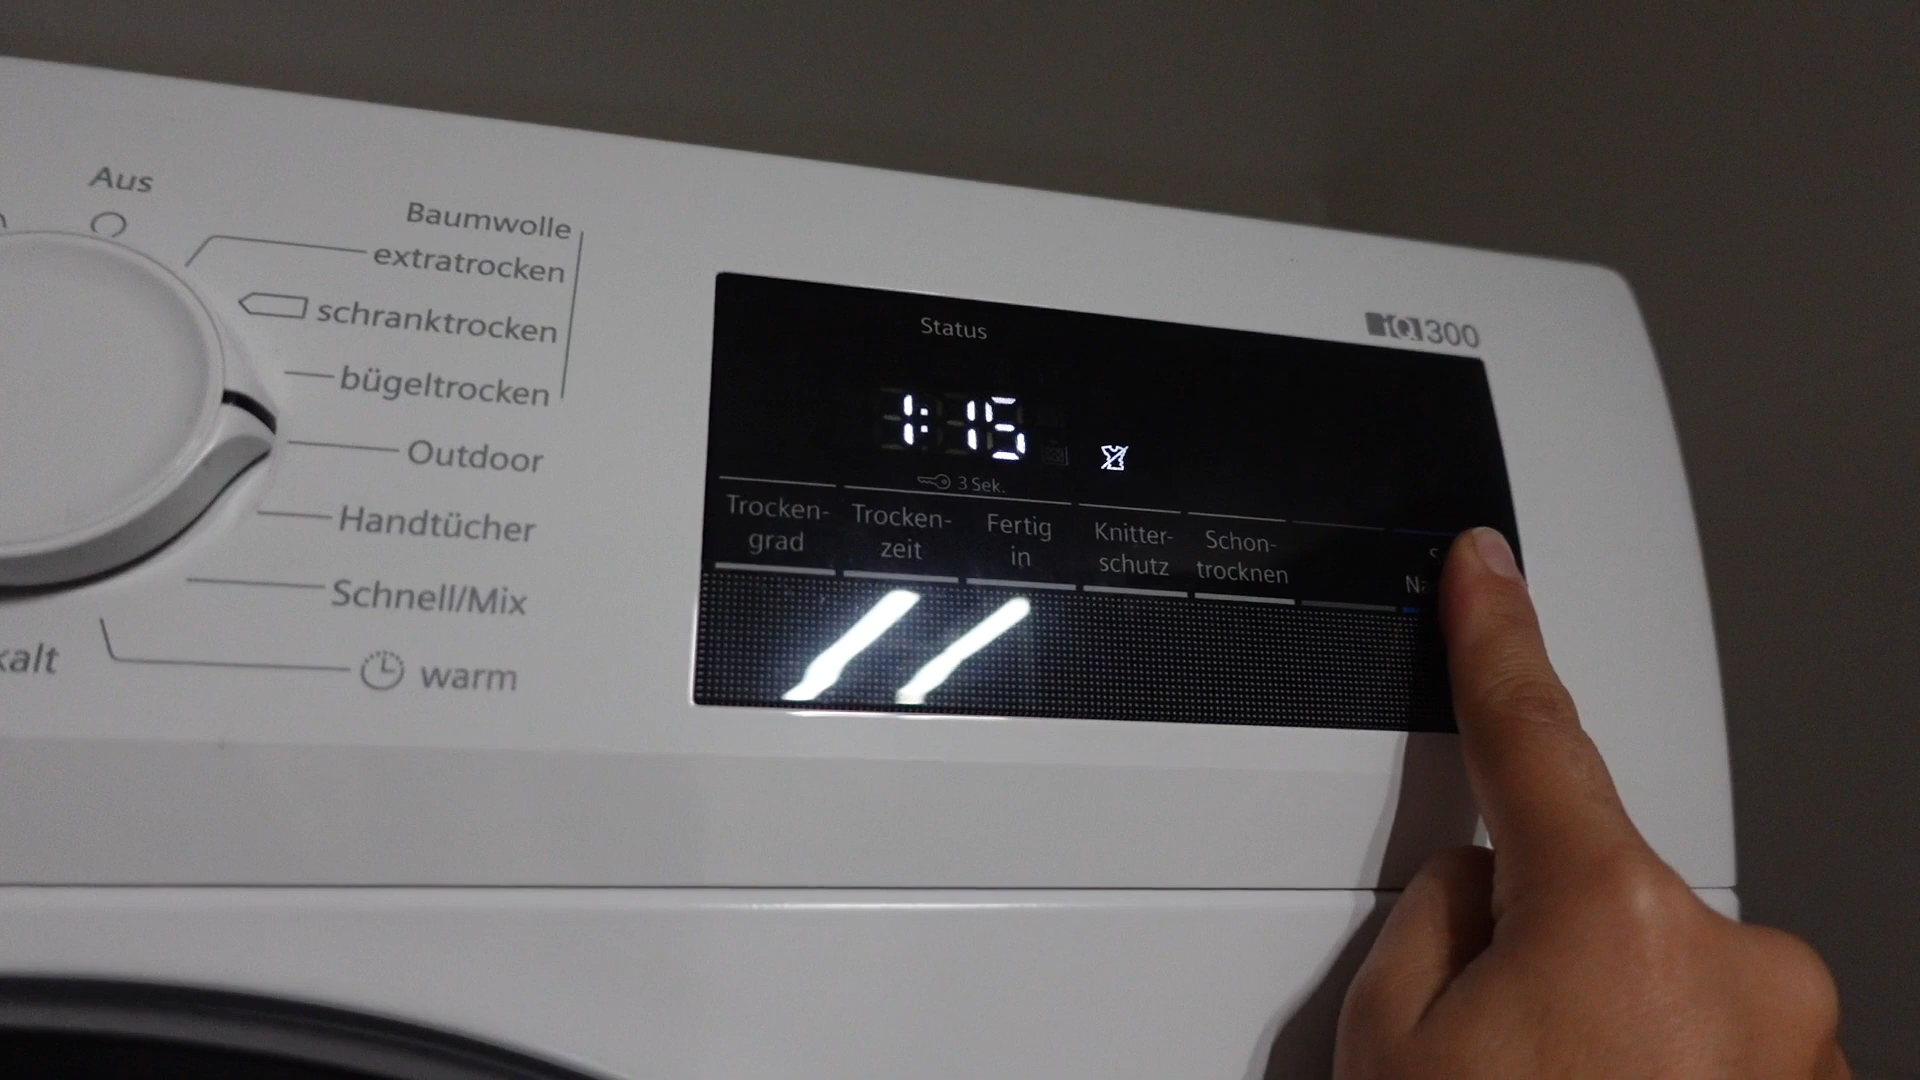 Aus
Baumwolle
extratrocken
schranktrocken
bügeltrocken
Outdoor
Handtücher
Schnell/Mix
warm
iQ300
Status
1:15
3 Sek.
Trocken-
grad
Trocken-
zeit
Fertig
in
Knitter-
schutz
Schon-
trocknen